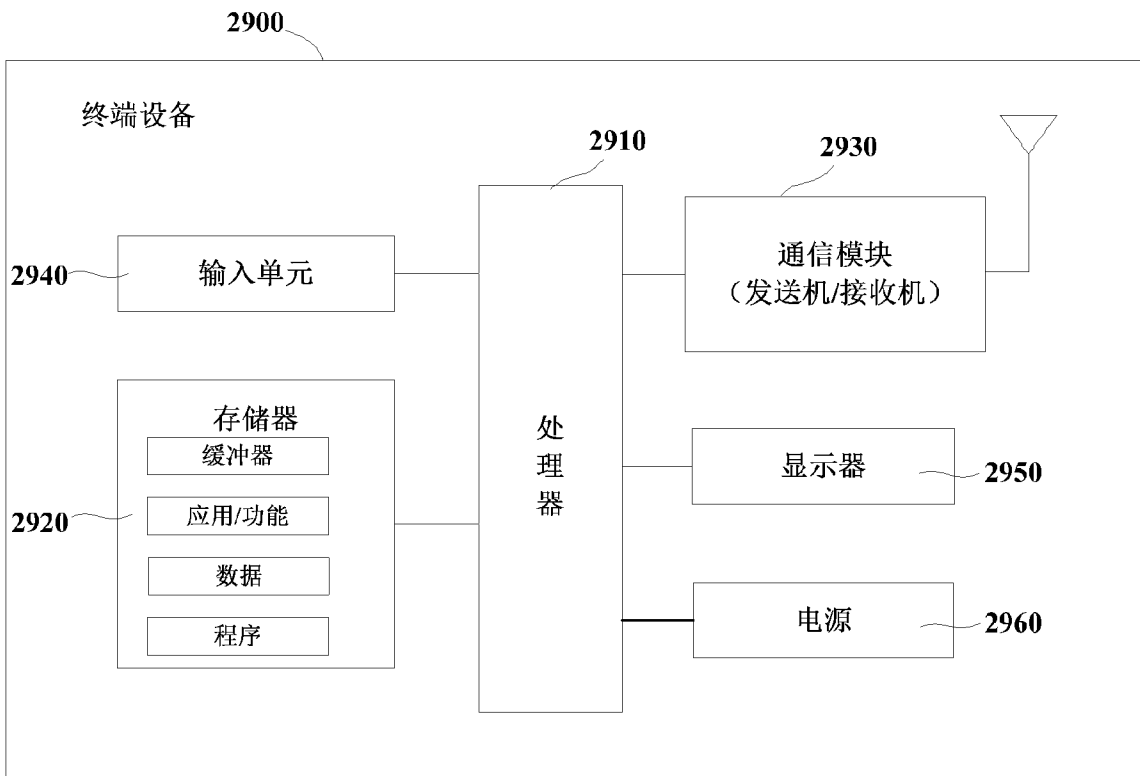 2900
终端设备
2910
2930
2940
输入单元
通信模块
(发送机/接收机)
存储器
缓冲器
应用/功能
数据
程序
2920
处
理
器
显示器
2950
电源
2960